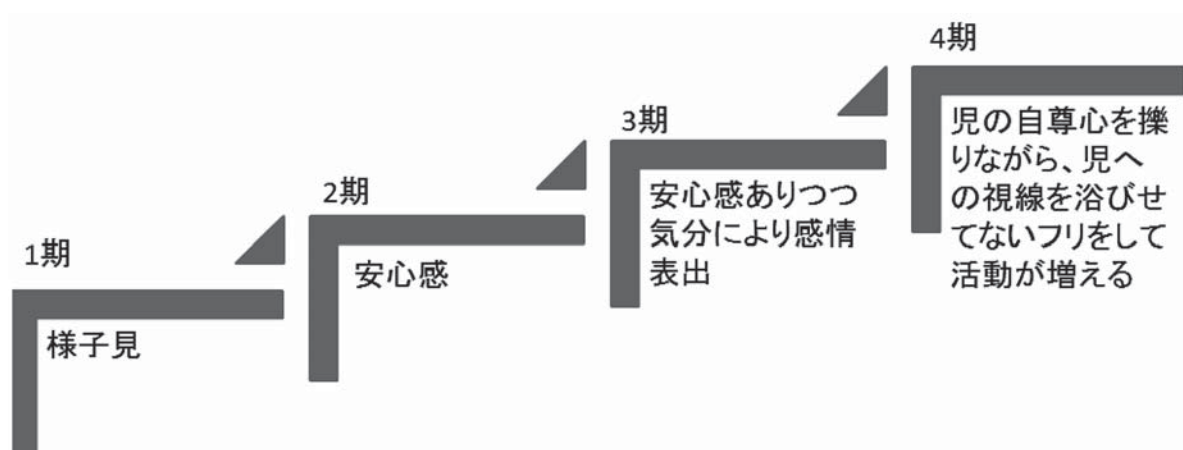 1期
様子見
2期
安心感
3期
安心感ありつつ
気分により感情
表出
4期
児の自尊心を擽
りながら、児へ
の視線を浴びせ
てないフリをして
活動が増える